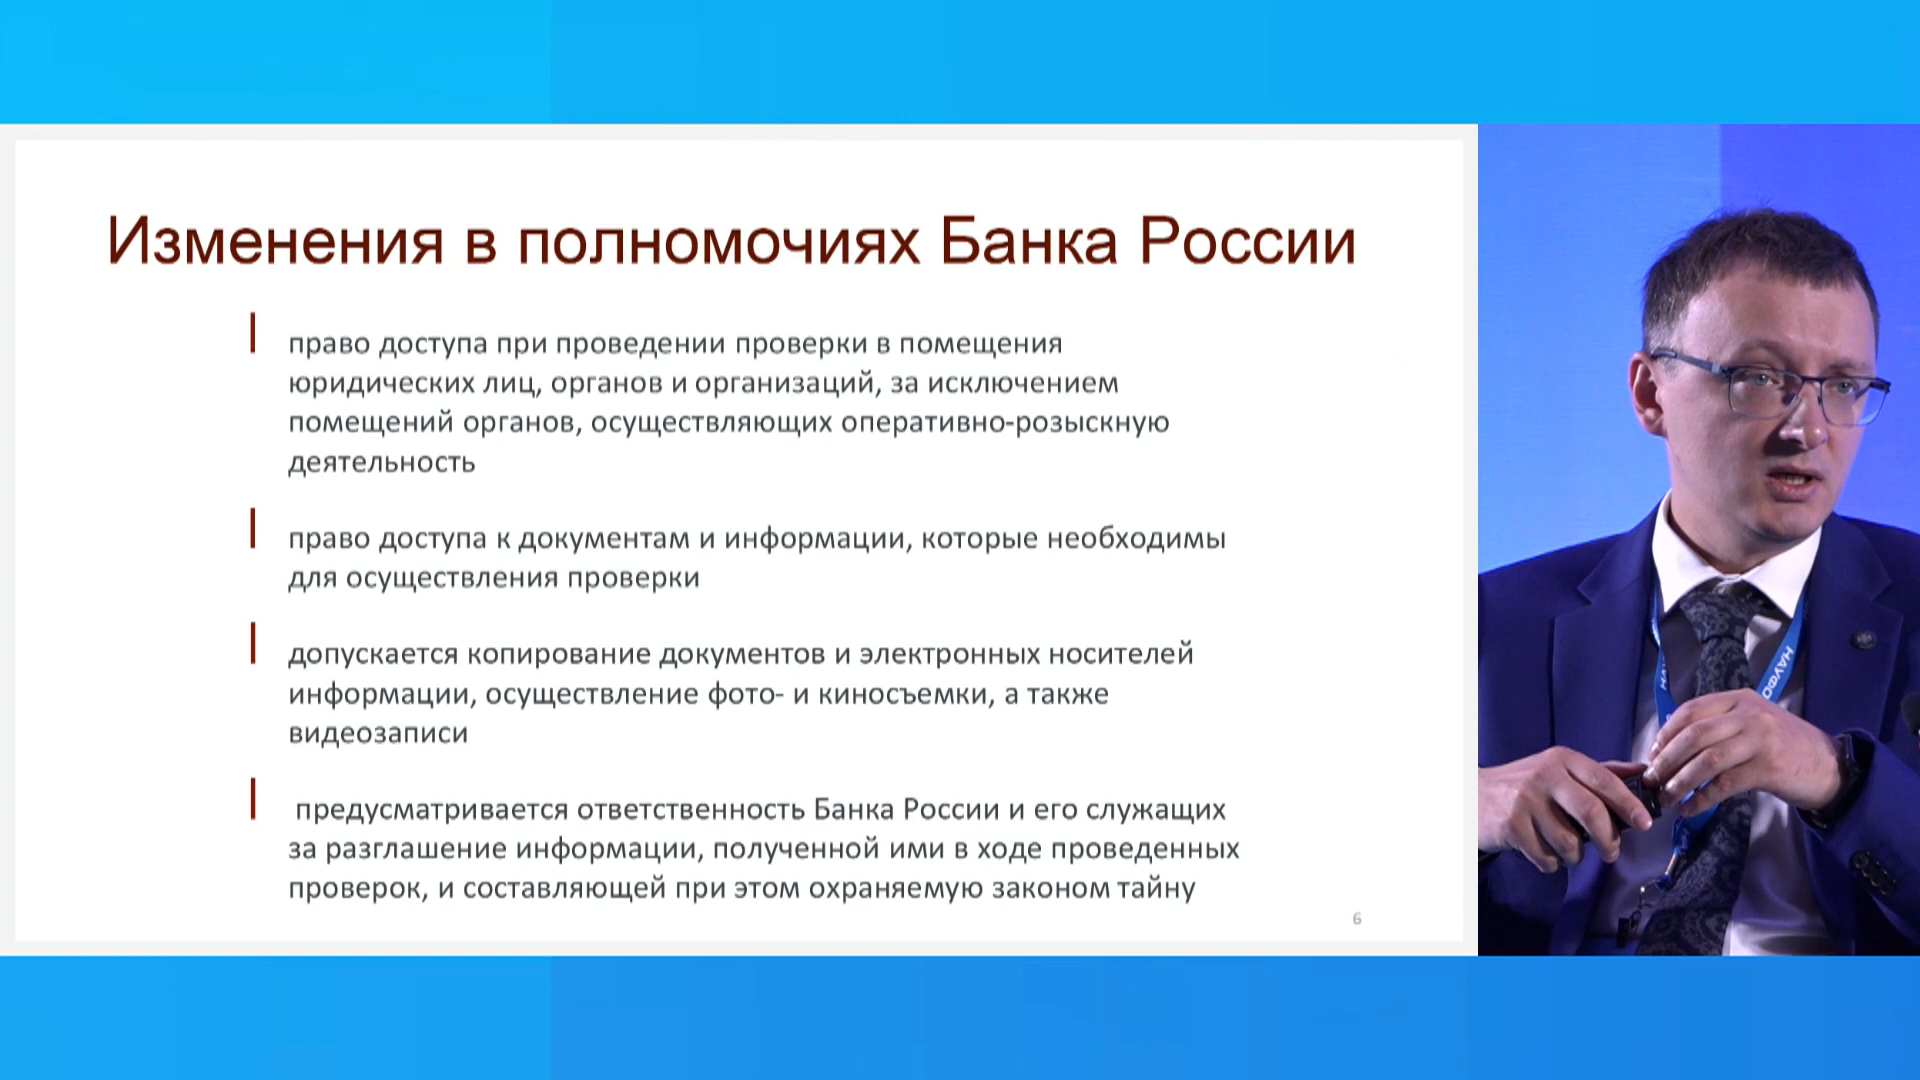 Изменения в полномочиях Банка России
право доступа при проведении проверки в помещения
юридических лиц, органов и организаций, за исключением
помещений органов, осуществляющих оперативно-розыскную
деятельность
право доступа к документам и информации, которые необходимы
для осуществления проверки
допускается копирование документов и электронных носителей
информации, осуществление фото- и киносъемки, а также
видеозаписи
предусматривается ответственность Банка России и его служащих
за разглашение информации, полученной ими в ходе проведенных
проверок, и составляющей при этом охраняемую законом тайну
6
НАУФО